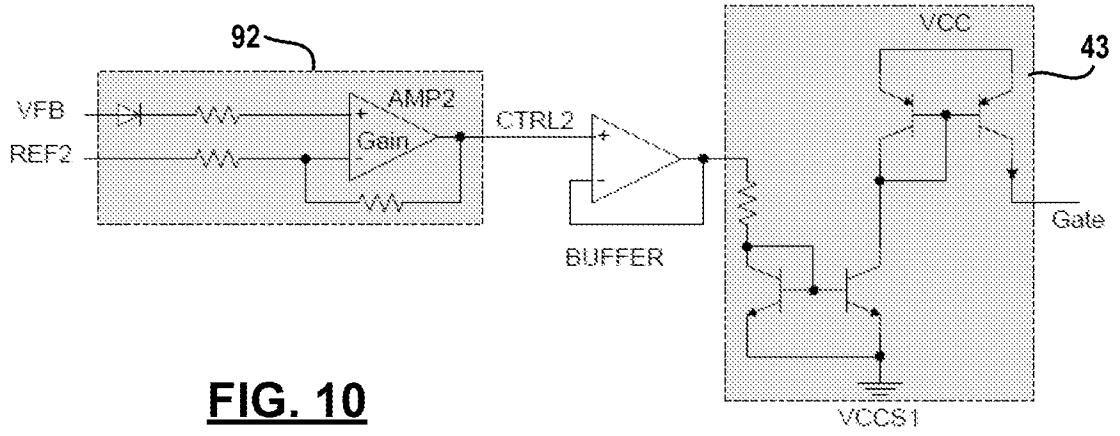 92
VCC
43
VFB
AMP2
+
CTRL2
REF2
Gain
-
+
-
BUFFER
Gate
FIG. 10
VCCS1